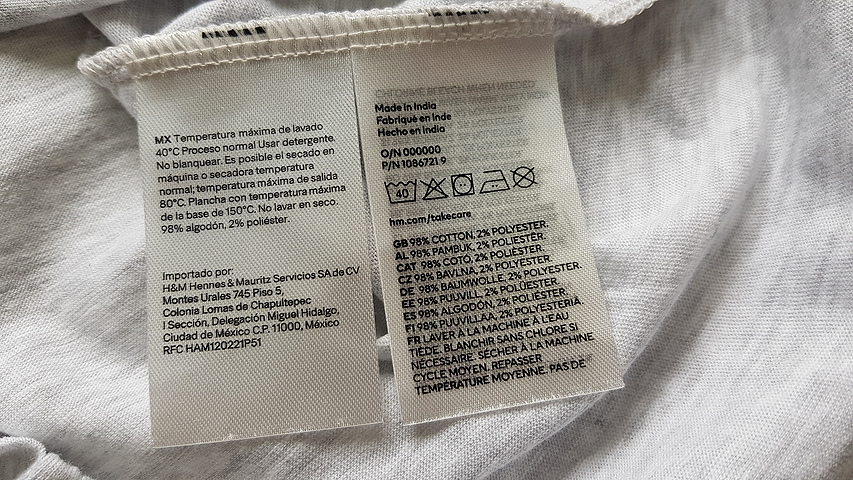 MX Temperatura máxima de lavado
40°C Proceso normal Usar detergente.
No blanquear. Es posible el secado en
máquina o secadora temperatura
normal; temperatura máxima de salida
80°C. Plancha con temperatura máxima
de la base de 150°C. No lavar en seco.
98% algodón, 2% poliéster.
Importado por:
H&M Hennes & Mauritz Servicios SA de CV
Montes Urales 745 Piso 5,
Colonia Lomas de Chapultepec
I Sección, Delegación Miguel Hidalgo,
Ciudad de México C.P. 11000, México
RFC HAM120221P51
CHLORINE BLEACH WHEN NEEDED
Made in India
Fabriqué en Inde
Hecho en India
O/N 000000
P/N 1086721 9
40
hm.com/takecare
GB 98% COTTON, 2% POLYESTER.
AL 98% PAMBUK, 2% POLIESTËR.
CAT 98% COTÓ, 2% POLIÈSTER.
CZ 98% BAVLNA, 2% POLYESTER.
DE 98% BAUMWOLLE, 2% POLYESTER.
EE 98% PUUVILL, 2% POLÜESTER.
ES 98% ALGODÓN, 2% POLIÉSTER.
FI 98% PUUVILLAA, 2% POLYESTERIÄ.
FR LAVER À LA MACHINE À L'EAU
TIÈDE. BLANCHIR SANS CHLORE SI
NÉCESSAIRE. SÉCHER À LA MACHINE
CYCLE MOYEN. REPASSER
TEMPÉRATURE MOYENNE. PAS DE